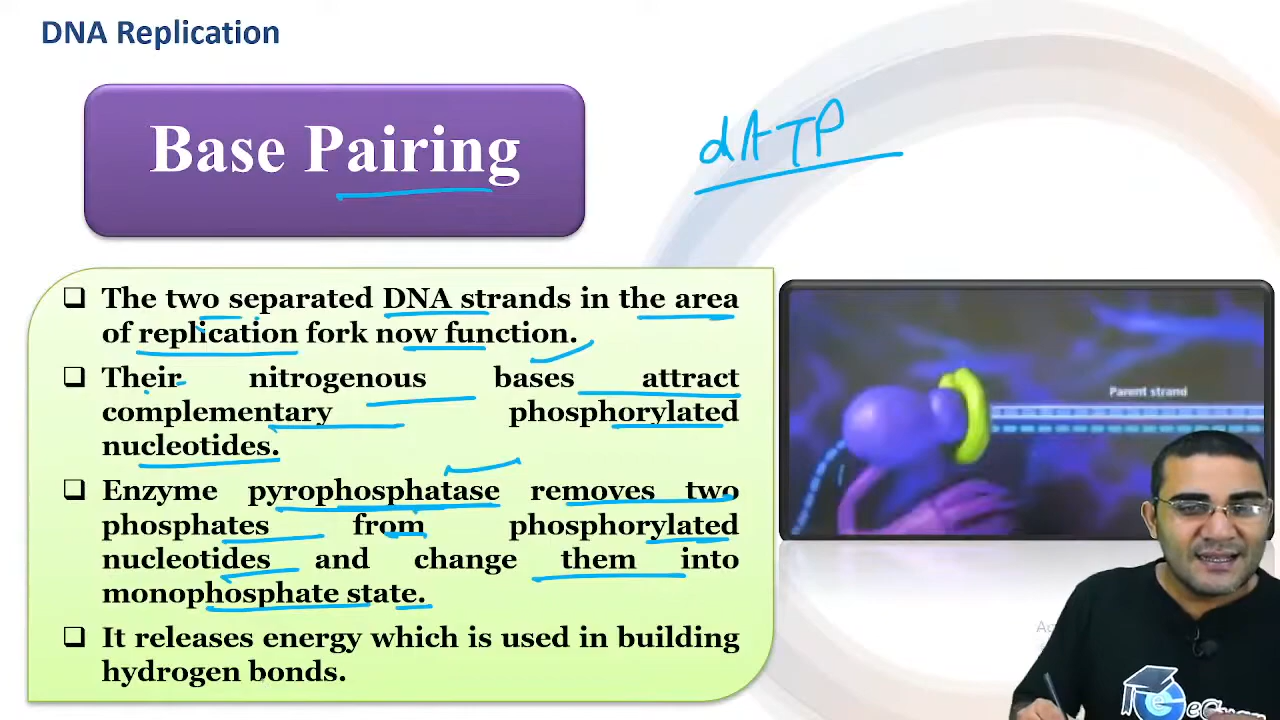 DNA Replication
Base Pairing
dATP
❑ The two separated DNA strands in the area
of replication fork now function.
❑ Their nitrogenous bases attract
complementary phosphorylated
nucleotides.
❑ Enzyme pyrophosphatase removes two
phosphates from phosphorylated
nucleotides and change them into
monophosphate state.
❑ It releases energy which is used in building
hydrogen bonds.
Parent strand